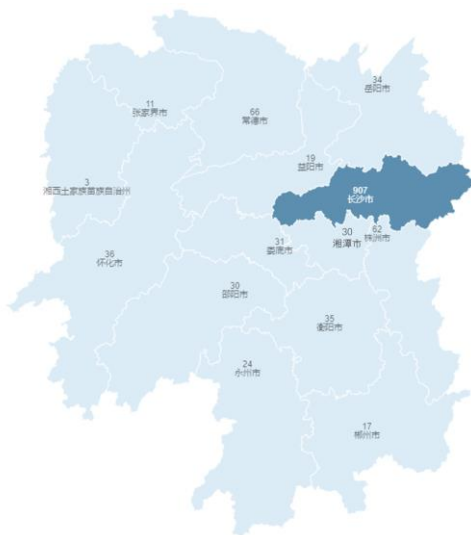 34
岳阳市
11
张家界市
66
常德市
19
益阳市
3
湘西土家族苗族自治州
907
长沙市
30
湘潭市
62
株洲市
31
娄底市
36
怀化市
30
邵阳市
35
衡阳市
24
永州市
17
郴州市